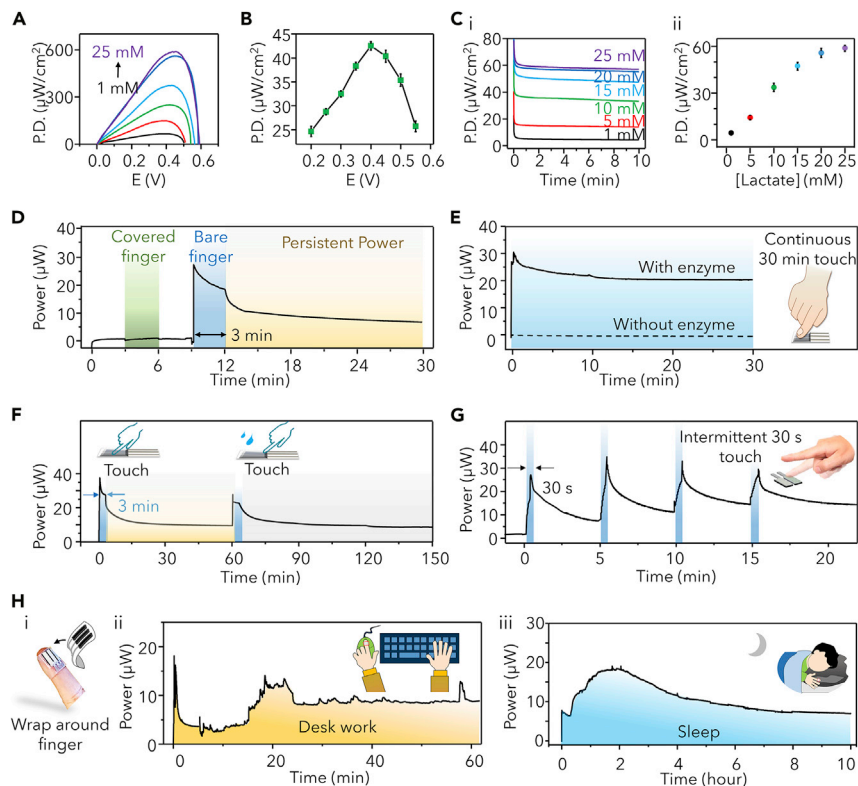 A
P.D. (µW/cm²)
600
300
0
25 mM
1 mM
0.0 0.2 0.4 0.6
E (V)
B
P.D. (µW/cm²)
45
40
35
30
25
0.2 0.3 0.4 0.5 0.6
E (V)
C
i
P.D. (µW/cm²)
80
60
40
20
0
25 mM
20 mM
15 mM
10 mM
5 mM
1 mM
0 2 4 6 8 10
Time (min)
ii
P.D. (µW/cm²)
60
30
0
0 5 10 15 20 25
[Lactate] (mM)
D
Power (µW)
40
30
20
10
0
Covered
finger
Bare
finger
Persistent Power
3 min
0 6 12 18 24 30
Time (min)
E
Power (µW)
40
30
20
10
0
With enzyme
Without enzyme
Continuous
30 min touch
0 10 20 30
Time (min)
F
Power (µW)
40
20
0
Touch
Touch
3 min
0 30 60 90 120 150
Time (min)
G
Power (µW)
40
30
20
10
0
30 s
Intermittent 30 s
touch
0 5 10 15 20
Time (min)
H
i
Wrap around
finger
ii
Power (µW)
20
10
0
Desk work
0 20 40 60
Time (min)
iii
Power (µW)
30
20
10
0
Sleep
0 2 4 6 8 10
Time (hour)